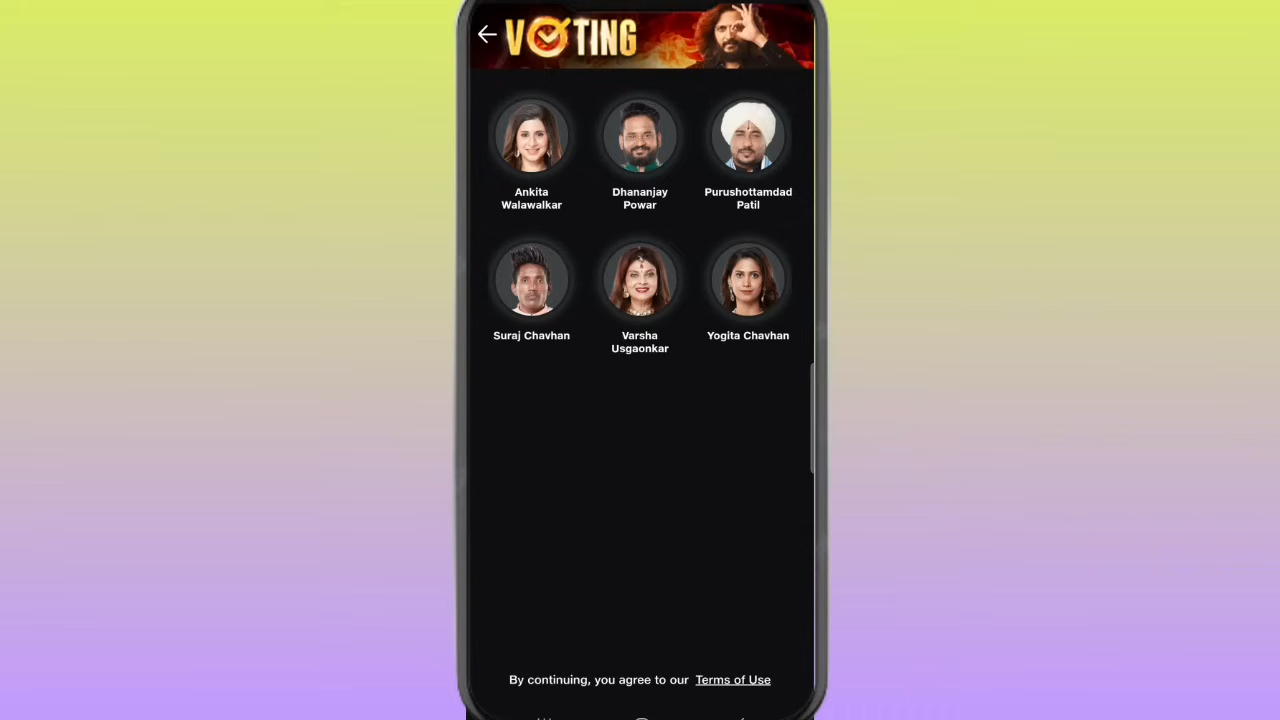 VOTING
Ankita
Walawalkar
Dhananjay
Powar
Purushottamdad
Patil
Suraj Chavhan
Varsha
Usgaonkar
Yogita Chavhan
By continuing, you agree to our Terms of Use